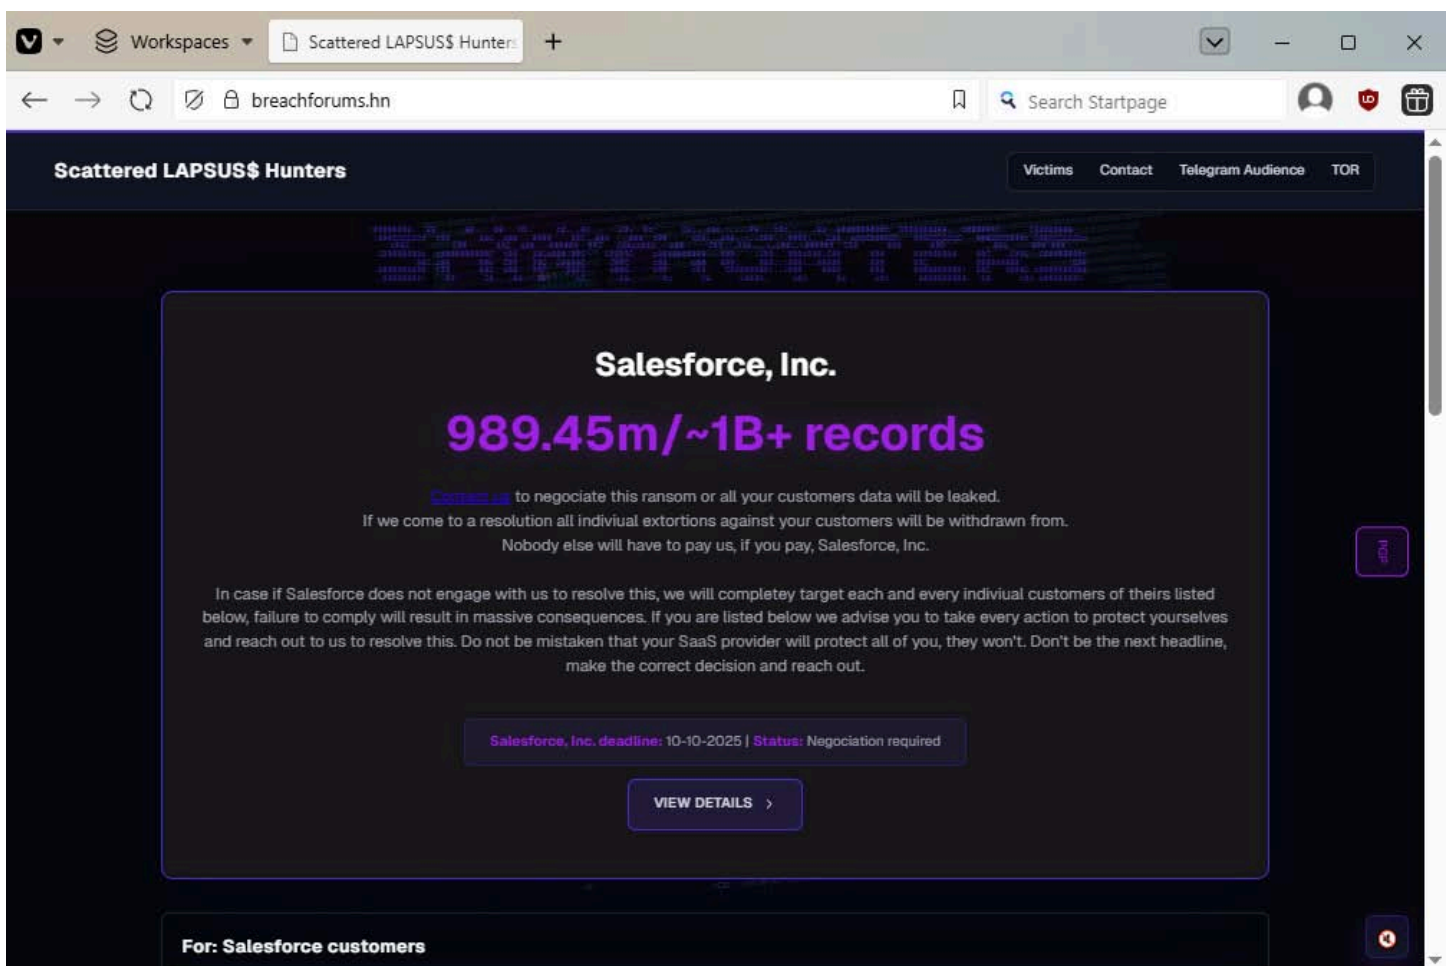 Workspaces
Scattered LAPSUS$ Hunters
breachforums.hn
Search Startpage
Scattered LAPSUS$ Hunters
Victims
Contact
Telegram Audience
TOR
Salesforce, Inc.
989.45m/~1B+ records
Contact us to negociate this ransom or all your customers data will be leaked.
If we come to a resolution all indiviual extortions against your customers will be withdrawn from.
Nobody else will have to pay us, if you pay, Salesforce, Inc.
In case if Salesforce does not engage with us to resolve this, we will completey target each and every indiviual customers of theirs listed
below, failure to comply will result in massive consequences. If you are listed below we advise you to take every action to protect yourselves
and reach out to us to resolve this. Do not be mistaken that your SaaS provider will protect all of you, they won't. Don't be the next headline,
make the correct decision and reach out.
Salesforce, Inc. deadline: 10-10-2025 | Status: Negociation required
VIEW DETAILS
PGP
For: Salesforce customers